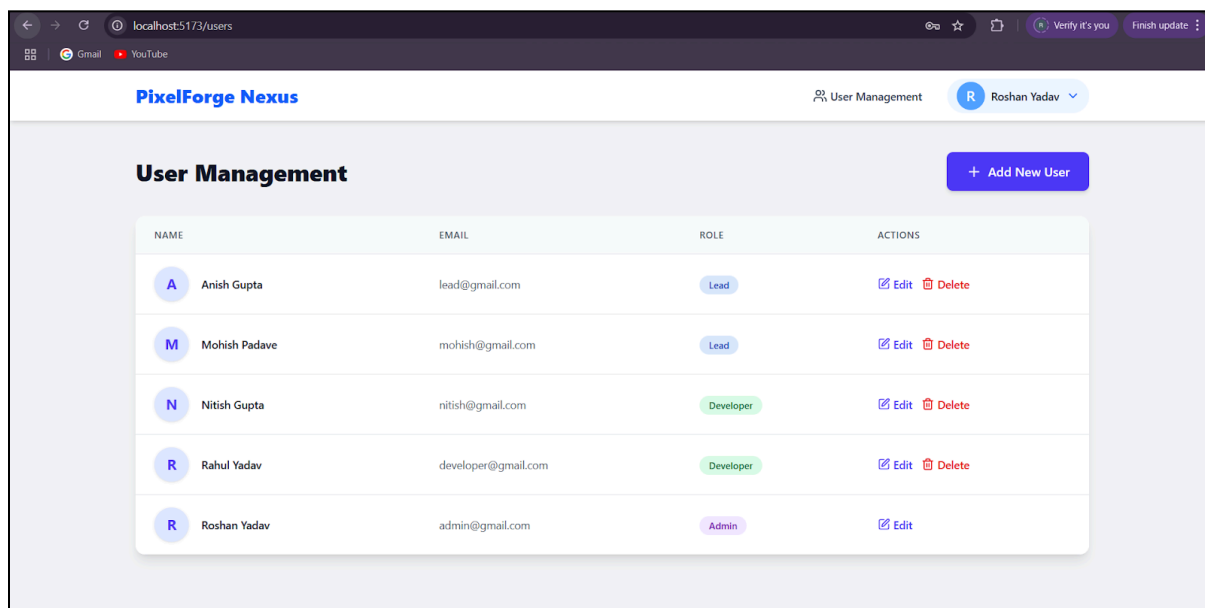 localhost:5173/users
Verify it's you
Finish update
Gmail
YouTube
PixelForge Nexus
User Management
R
Roshan Yadav
User Management
+ Add New User
NAME EMAIL ROLE ACTIONS
A Anish Gupta lead@gmail.com Lead Edit Delete
M Mohish Padave mohish@gmail.com Lead Edit Delete
N Nitish Gupta nitish@gmail.com Developer Edit Delete
R Rahul Yadav developer@gmail.com Developer Edit Delete
R Roshan Yadav admin@gmail.com Admin Edit